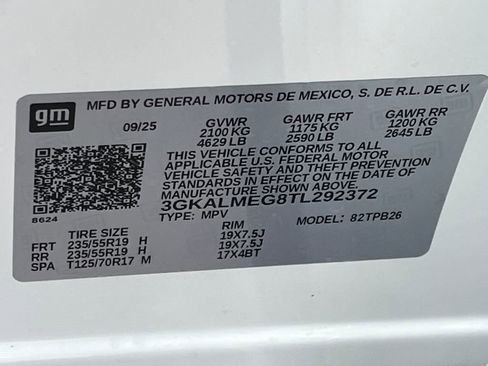 gm MFD BY GENERAL MOTORS DE MEXICO, S. DE R.L. DE C.V.
09/25 GVWR GAWR FRT GAWR RR
2100 KG 1175 KG 1200 KG
4629 LB 2590 LB 2645 LB
THIS VEHICLE CONFORMS TO ALL
APPLICABLE U.S. FEDERAL MOTOR
VEHICLE SAFETY AND THEFT PREVENTION
STANDARDS IN EFFECT ON THE DATE OF
MANUFACTURE SHOWN ABOVE.
8624 3GKALMEG8TL292372
TYPE: MPV MODEL: 82TPB26
TIRE SIZE RIM
FRT 235/55R19 H 19X7.5J
RR 235/55R19 H 19X7.5J
SPA T125/70R17 M 17X4BT